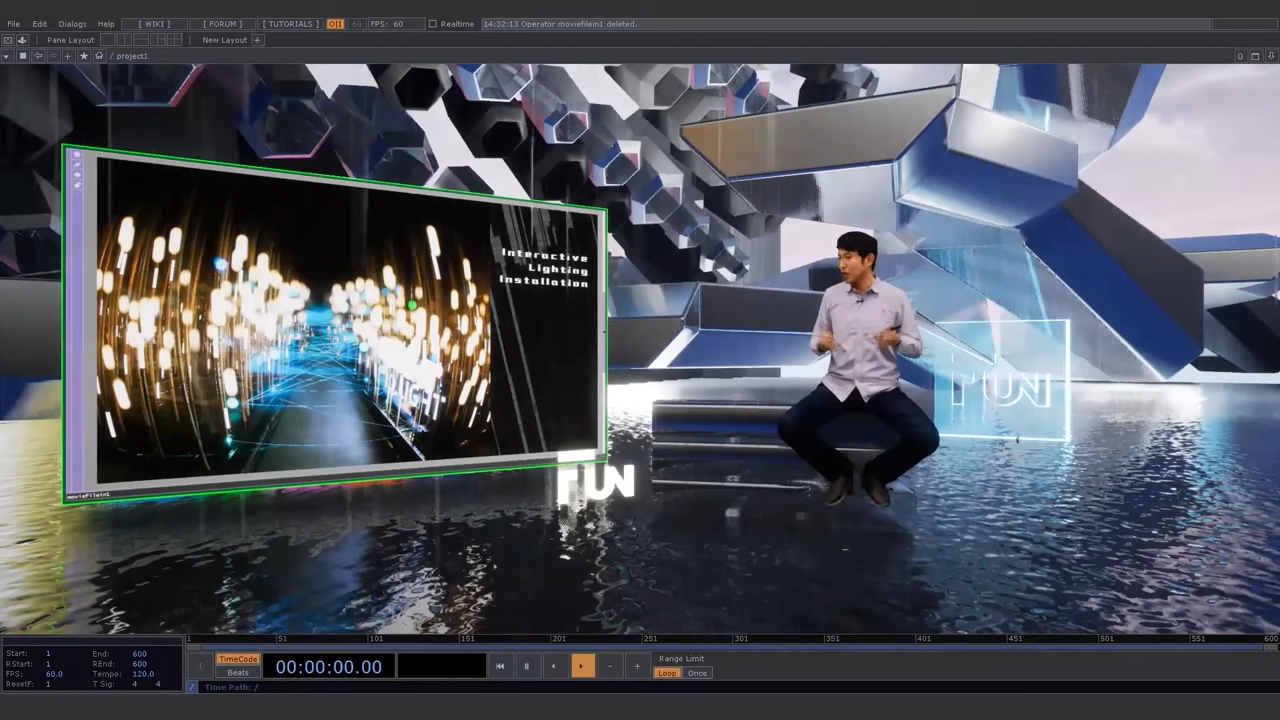 File Edit Dialogs Help [ WIKI ] [ FORUM ] [ TUTORIALS ] O|I 60 FPS: 60 Realtime 14:32:13 Operator moviefilein1 deleted.
Pane Layout New Layout +
/ project1 0
Interactive
Lighting
Installation
LIGHT
FUN
FUN
moviefilein1
1 51 101 151 201 251 301 351 401 451 501 551 600
Start: 1 End: 600
RStart: 1 REnd: 600
FPS: 60.0 Tempo: 120.0
ResetF: 1 T Sig: 4 4
TimeCode
Beats
00:00:00.00
Range Limit
Loop Once
/ Time Path: /